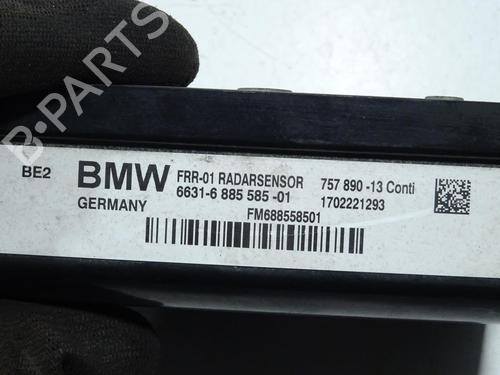 B-PARTS
BE2 BMW FRR-01 RADARSENSOR 757 890 -13 Conti
6631-6 885 585 -01 1702221293
GERMANY FM688558501